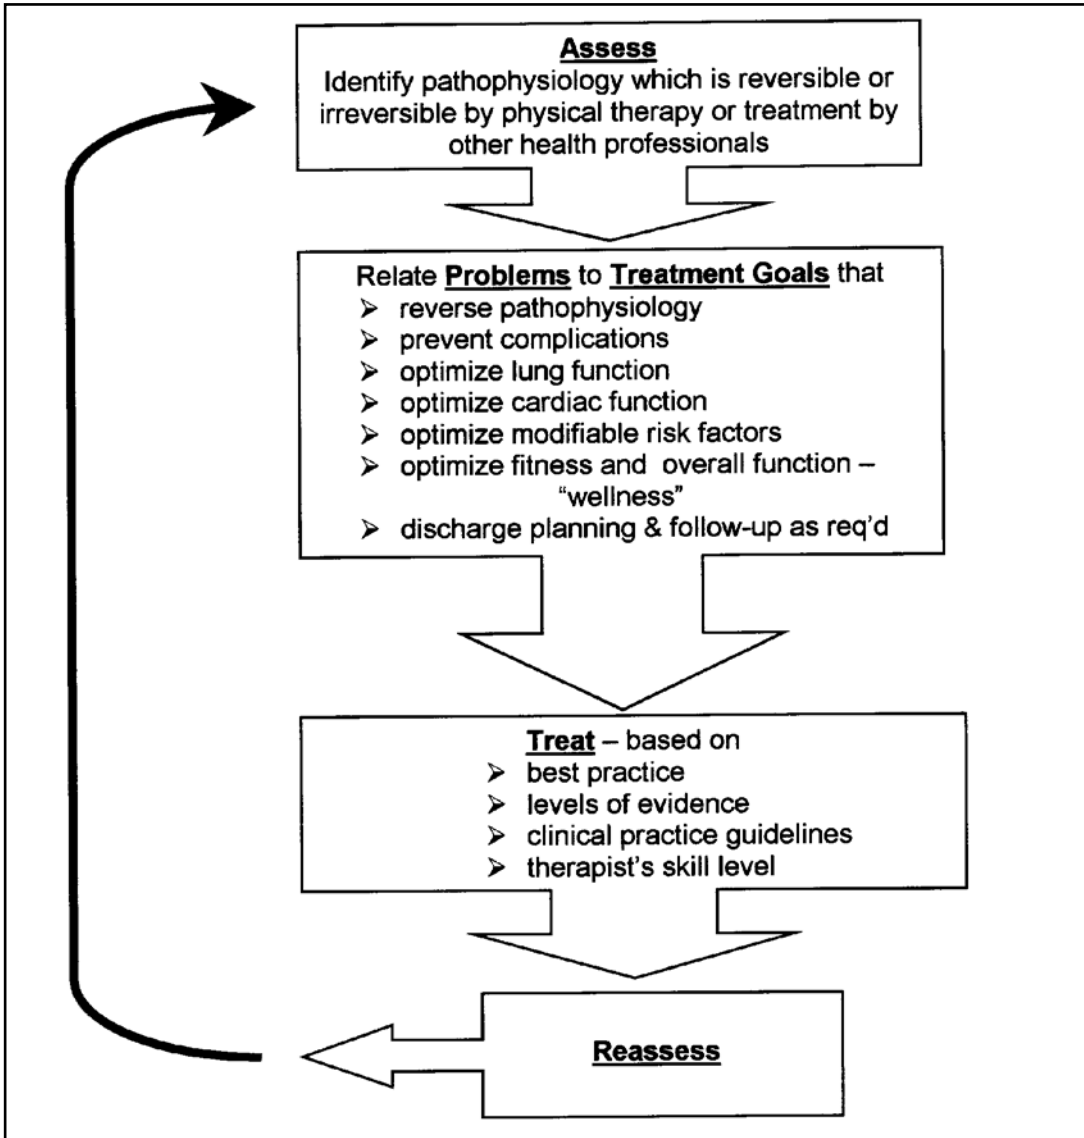 Assess
Identify pathophysiology which is reversible or
irreversible by physical therapy or treatment by
other health professionals
Relate Problems to Treatment Goals that
➢ reverse pathophysiology
➢ prevent complications
➢ optimize lung function
➢ optimize cardiac function
➢ optimize modifiable risk factors
➢ optimize fitness and overall function –
“wellness”
➢ discharge planning & follow-up as req’d
Treat – based on
➢ best practice
➢ levels of evidence
➢ clinical practice guidelines
➢ therapist’s skill level
Reassess